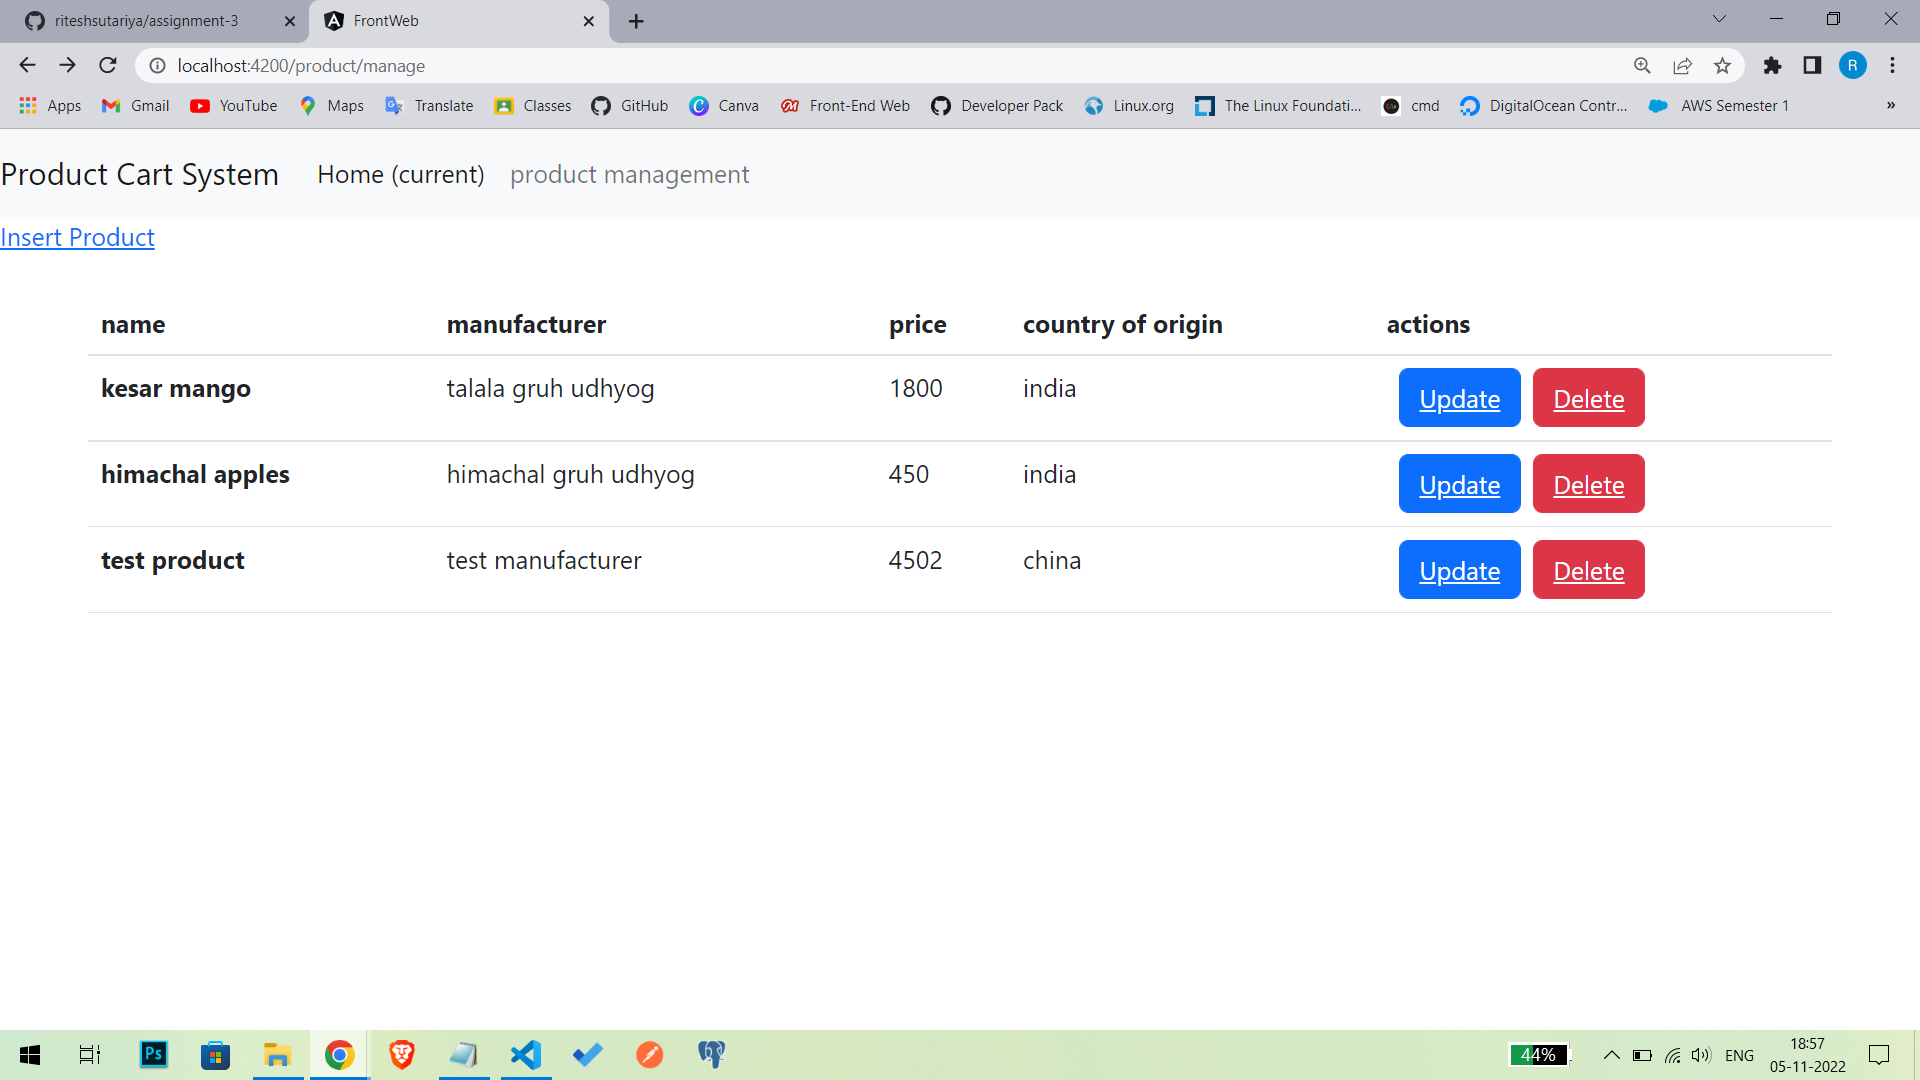 riteshsutariya/assignment-3
FrontWeb
localhost:4200/product/manage
R
Apps Gmail YouTube Maps Translate Classes GitHub Canva Front-End Web Developer Pack Linux.org The Linux Foundati... cmd DigitalOcean Contr... AWS Semester 1 »
Product Cart System Home (current) product management
Insert Product
name manufacturer price country of origin actions
kesar mango talala gruh udhyog 1800 india Update Delete
himachal apples himachal gruh udhyog 450 india Update Delete
test product test manufacturer 4502 china Update Delete
Ps
44%
ENG
18:57
05-11-2022